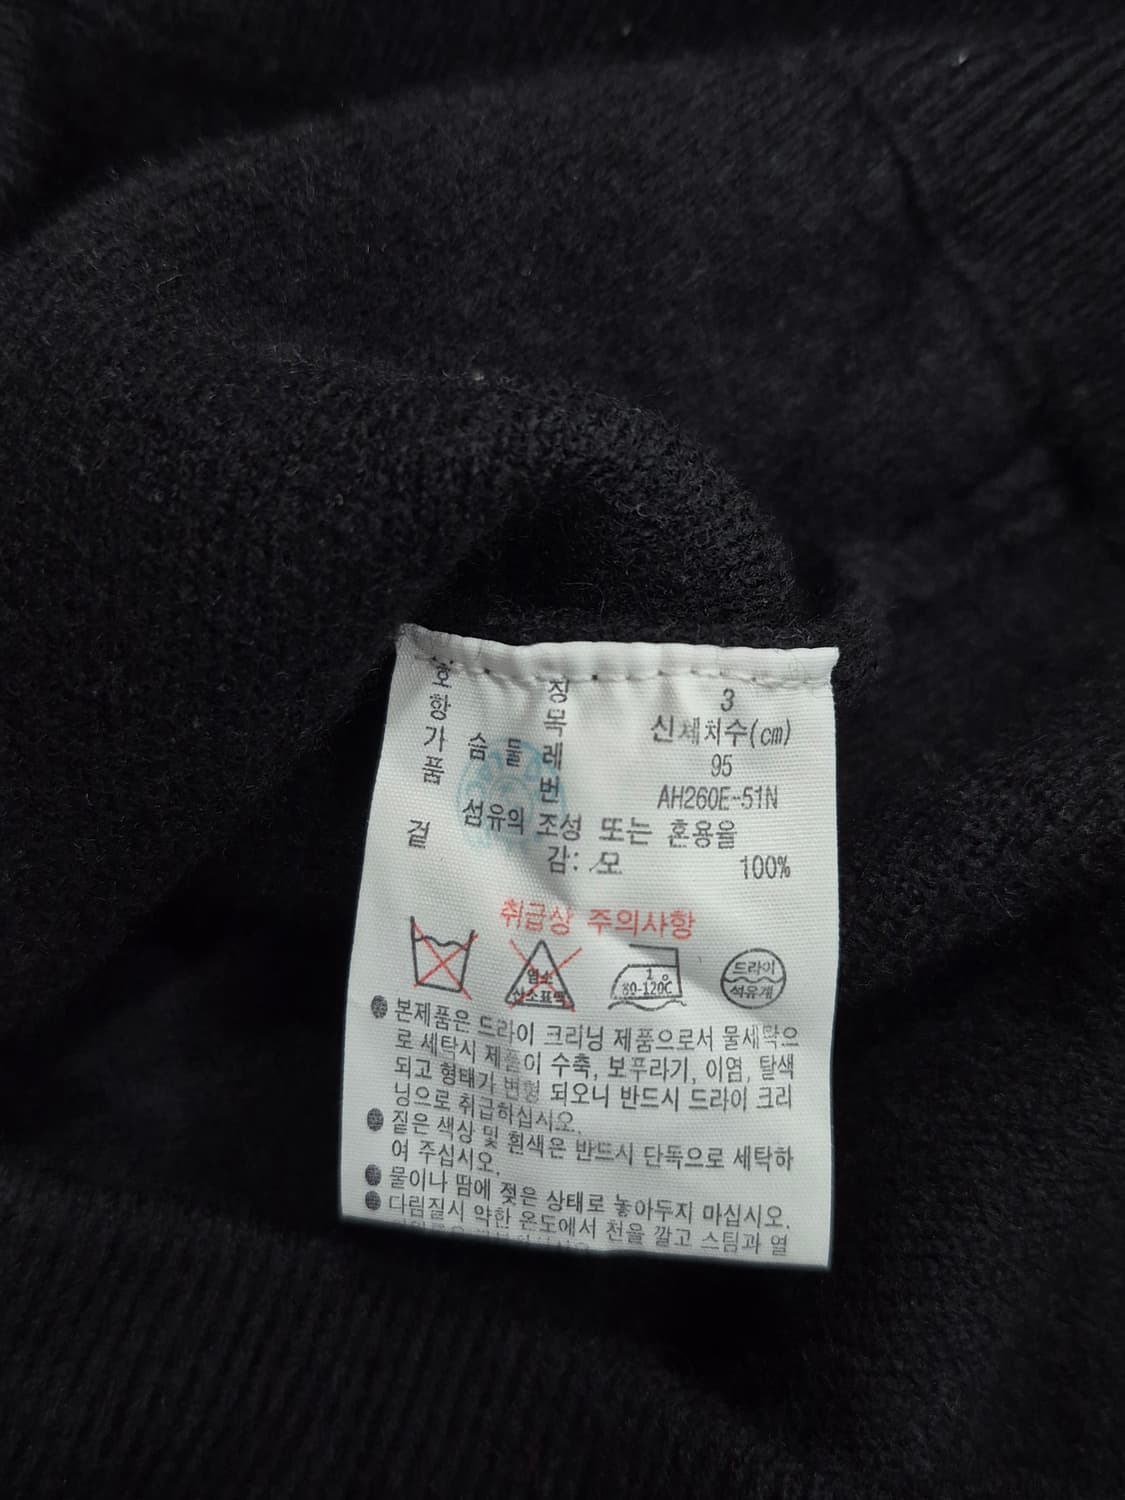 호 칭 3
항 목 신체치수(cm)
가 슴 둘 레 95
품 번 AH260E-51N
섬유의 조성 또는 혼용율
겉 감: 모 100%
취급상 주의사항
염소 산소표백
1 80-120℃
드라이 석유계
● 본제품은 드라이 크리닝 제품으로서 물세탁으
로 세탁시 제품이 수축, 보푸라기, 이염, 탈색
되고 형태가 변형 되오니 반드시 드라이 크리
닝으로 취급하십시오.
● 짙은 색상 및 흰색은 반드시 단독으로 세탁하
여 주십시오.
● 물이나 땀에 젖은 상태로 놓아두지 마십시오.
● 다림질시 약한 온도에서 천을 깔고 스팀과 열